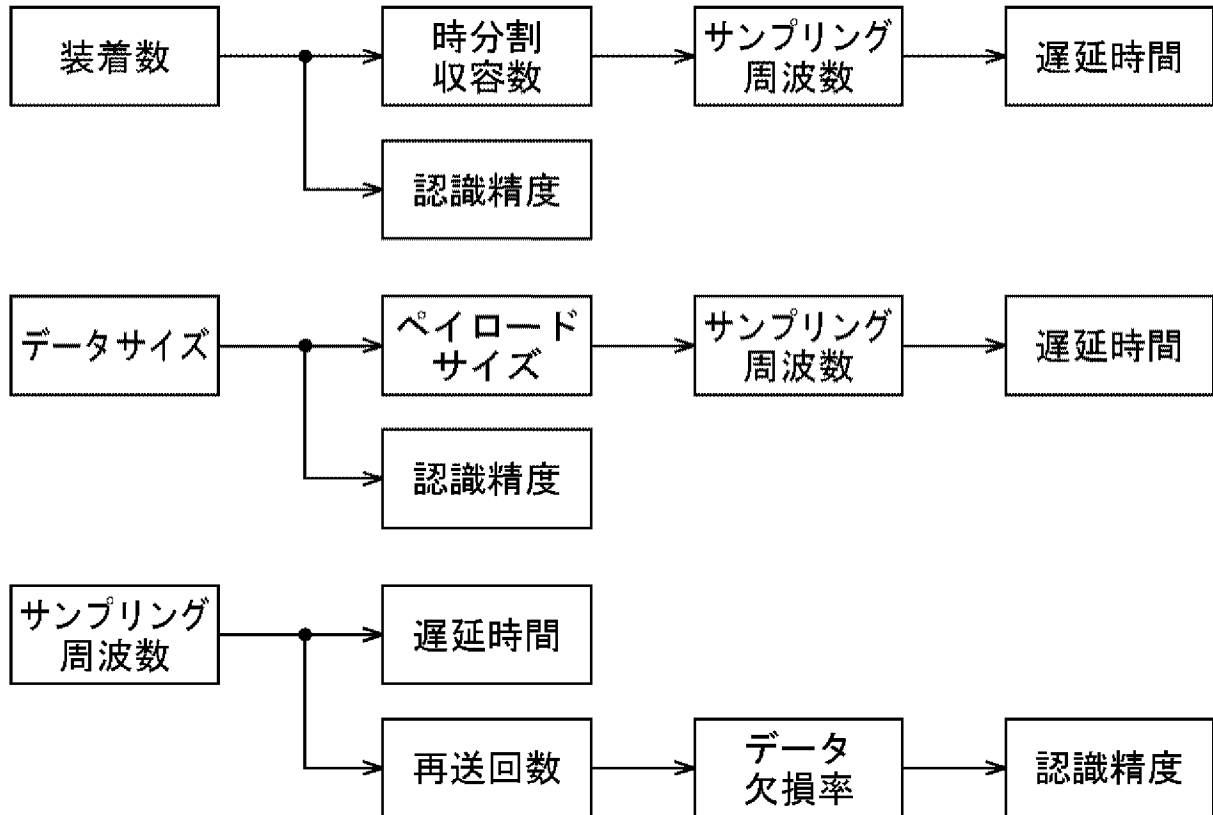 装着数
時分割
収容数
サンプリング
周波数
遅延時間
認識精度
データサイズ
ペイロード
サイズ
サンプリング
周波数
遅延時間
認識精度
サンプリング
周波数
遅延時間
再送回数
データ
欠損率
認識精度